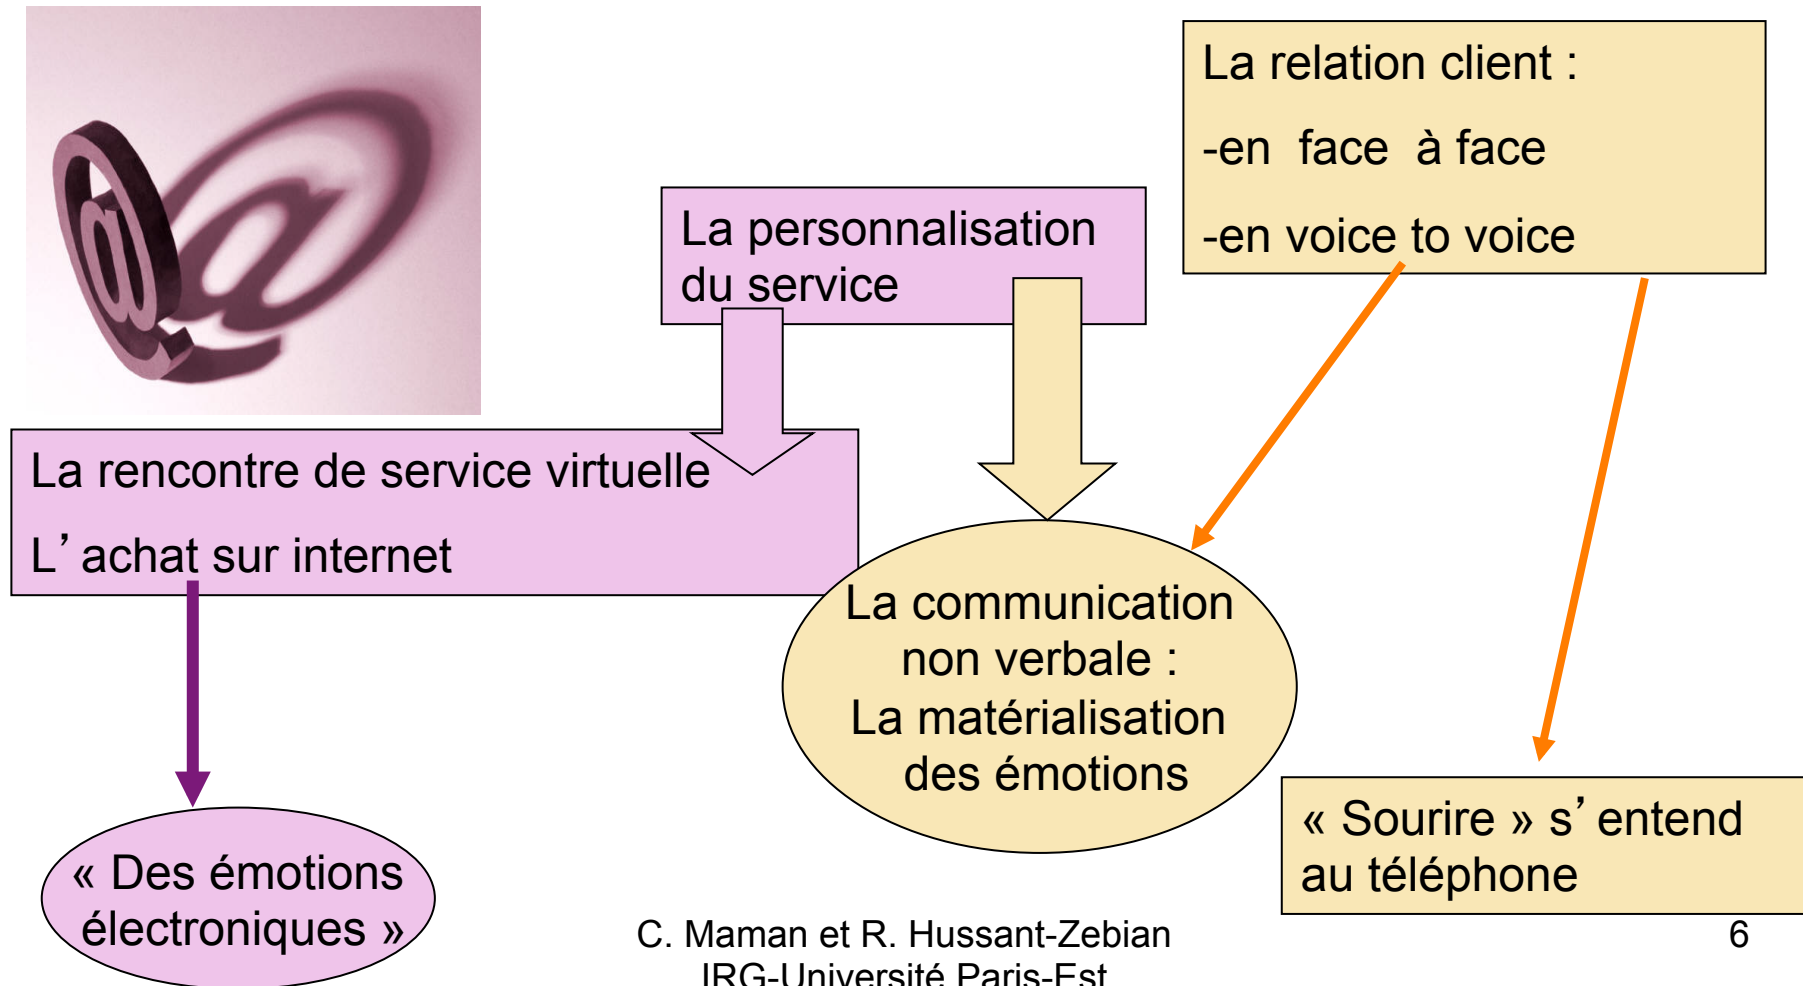 La relation client :
-en face à face
-en voice to voice
La personnalisation
du service
La rencontre de service virtuelle
L’achat sur internet
La communication
non verbale :
La matérialisation
des émotions
« Sourire » s’entend
au téléphone
« Des émotions
électroniques »
C. Maman et R. Hussant-Zebian
IRG-Université Paris-Est
6